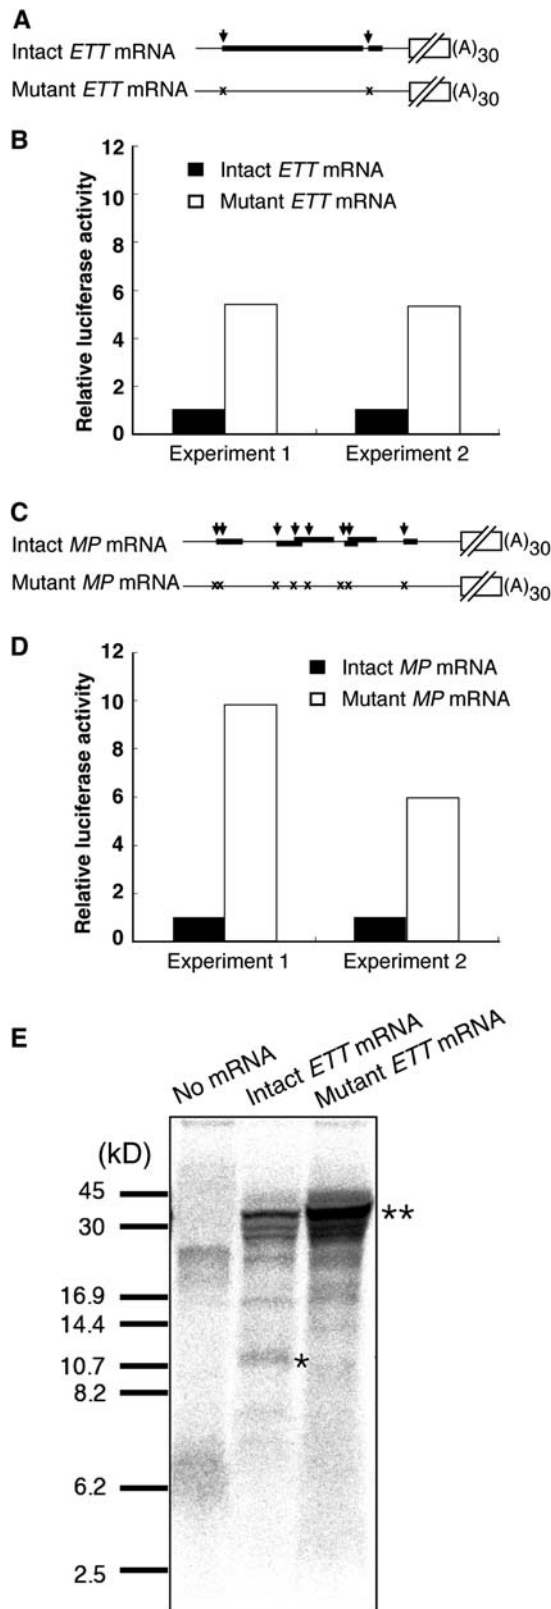 A
Intact ETT mRNA (A)30
Mutant ETT mRNA x x (A)30
B
12
10
8
6
4
2
0
Relative luciferase activity
Intact ETT mRNA
Mutant ETT mRNA
Experiment 1 Experiment 2
C
Intact MP mRNA (A)30
Mutant MP mRNA xx x x x xx x (A)30
D
12
10
8
6
4
2
0
Relative luciferase activity
Intact MP mRNA
Mutant MP mRNA
Experiment 1 Experiment 2
E
No mRNA
Intact ETT mRNA
Mutant ETT mRNA
(kD)
45
**
30
16.9
14.4
10.7
*
8.2
6.2
2.5